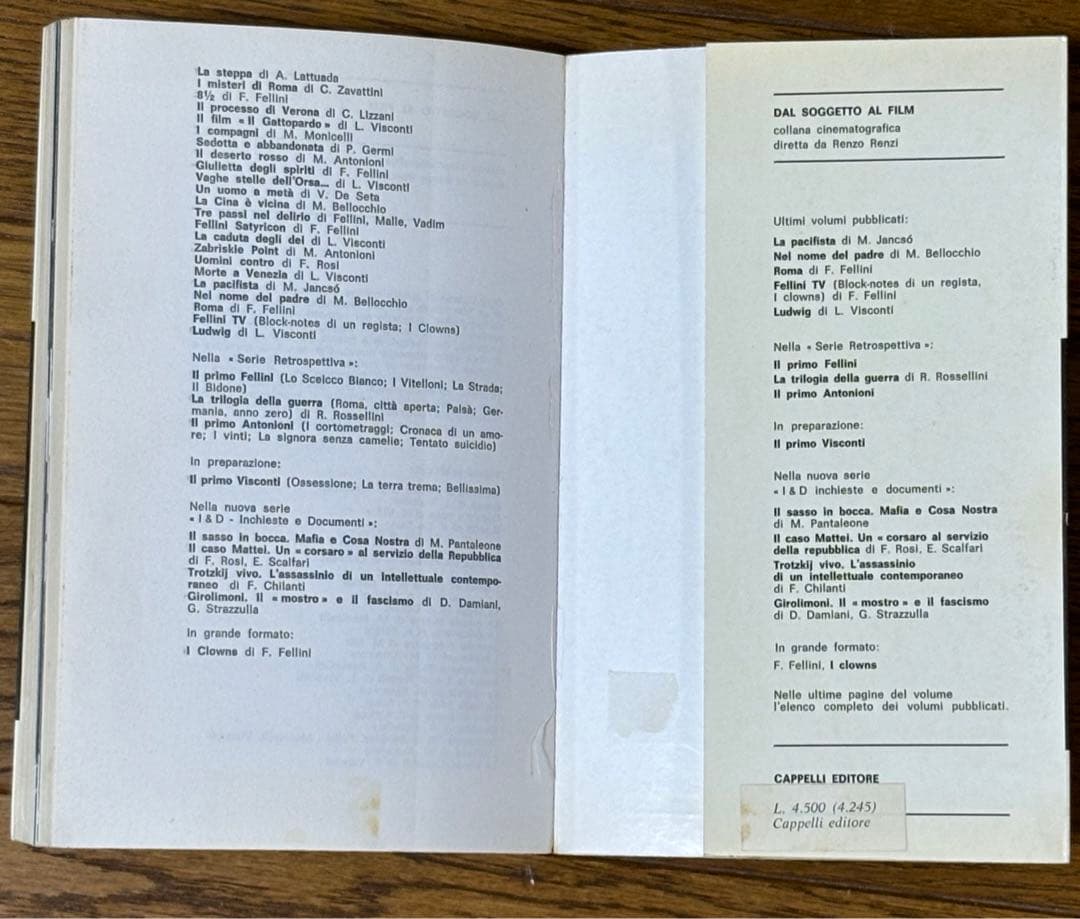 La steppa di A. Lattuada
I misteri di Roma di C. Zavattini
8½ di F. Fellini
Il processo di Verona di C. Lizzani
Il film « Il Gattopardo » di L. Visconti
I compagni di M. Monicelli
Sedotta e abbandonata di P. Germi
Il deserto rosso di M. Antonioni
Giulietta degli spiriti di F. Fellini
Vaghe stelle dell'Orsa... di L. Visconti
Un uomo a metà di V. De Seta
La Cina è vicina di M. Bellocchio
Tre passi nel delirio di Fellini, Malle, Vadim
Fellini Satyricon di F. Fellini
La caduta degli dei di L. Visconti
Zabriskie Point di M. Antonioni
Uomini contro di F. Rosi
Morte a Venezia di L. Visconti
La pacifista di M. Jancsó
Nel nome del padre di M. Bellocchio
Roma di F. Fellini
Fellini TV (Block-notes di un regista; I Clowns)
Ludwig di L. Visconti
Nella « Serie Retrospettiva »:
Il primo Fellini (Lo Sceicco Bianco; I Vitelloni; La Strada;
Il Bidone)
La trilogia della guerra (Roma, città aperta; Paisà; Ger-
mania, anno zero) di R. Rossellini
Il primo Antonioni (I cortometraggi; Cronaca di un amo-
re; I vinti; La signora senza camelie; Tentato suicidio)
In preparazione:
Il primo Visconti (Ossessione; La terra trema; Bellissima)
Nella nuova serie
« I & D - Inchieste e Documenti »:
Il sasso in bocca. Mafia e Cosa Nostra di M. Pantaleone
Il caso Mattei. Un « corsaro » al servizio della Repubblica
di F. Rosi, E. Scalfari
Trotzkij vivo. L'assassinio di un intellettuale contempo-
raneo di F. Chilanti
Girolimoni. Il « mostro » e il fascismo di D. Damiani,
G. Strazzulla
In grande formato:
I Clowns di F. Fellini
DAL SOGGETTO AL FILM
collana cinematografica
diretta da Renzo Renzi
Ultimi volumi pubblicati:
La pacifista di M. Jancsó
Nel nome del padre di M. Bellocchio
Roma di F. Fellini
Fellini TV (Block-notes di un regista,
I clowns) di F. Fellini
Ludwig di L. Visconti
Nella « Serie Retrospettiva »:
Il primo Fellini
La trilogia della guerra di R. Rossellini
Il primo Antonioni
In preparazione:
Il primo Visconti
Nella nuova serie
« I & D inchieste e documenti »:
Il sasso in bocca. Mafia e Cosa Nostra
di M. Pantaleone
Il caso Mattei. Un « corsaro al servizio
della repubblica di F. Rosi, E. Scalfari
Trotzkij vivo. L'assassinio
di un intellettuale contemporaneo
di F. Chilanti
Girolimoni. Il « mostro » e il fascismo
di D. Damiani, G. Strazzulla
In grande formato:
F. Fellini, I clowns
Nelle ultime pagine del volume
l'elenco completo dei volumi pubblicati.
CAPPELLI EDITORE
L. 4.500 (4.245)
Cappelli editore